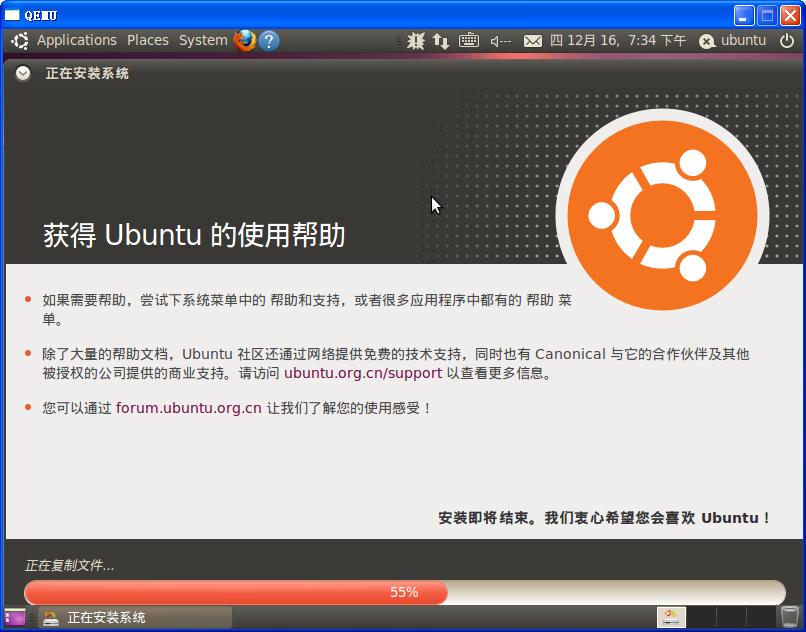 QEMU
Applications Places System
四 12月 16, 7:34 下午 ubuntu
正在安装系统
获得 Ubuntu 的使用帮助
如果需要帮助，尝试下系统菜单中的 帮助和支持，或者很多应用程序中都有的 帮助 菜
单。
除了大量的帮助文档，Ubuntu 社区还通过网络提供免费的技术支持，同时也有 Canonical 与它的合作伙伴及其他
被授权的公司提供的商业支持。请访问 ubuntu.org.cn/support 以查看更多信息。
您可以通过 forum.ubuntu.org.cn 让我们了解您的使用感受！
安装即将结束。我们衷心希望您会喜欢 Ubuntu！
正在复制文件...
55%
正在安装系统